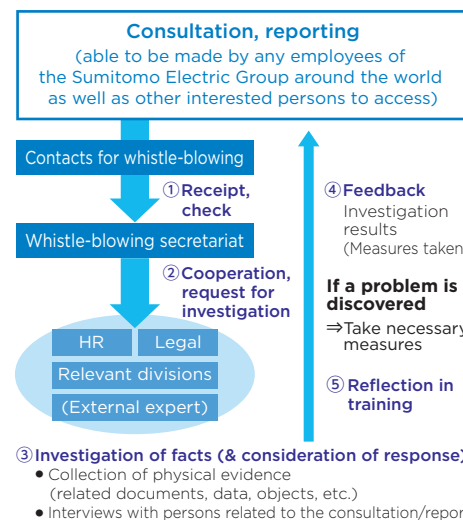 Consultation, reporting
(able to be made by any employees of
the Sumitomo Electric Group around the world
as well as other interested persons to access)
Contacts for whistle-blowing
①Receipt,
check
Whistle-blowing secretariat
②Cooperation,
request for
investigation
HR
Legal
Relevant divisions
(External expert)
④Feedback
Investigation
results
(Measures taken
If a problem is
discovered
⇒Take necessary
measures
⑤Reflection in
training
③Investigation of facts (& consideration of response)
• Collection of physical evidence
(related documents, data, objects, etc.)
• Interviews with persons related to the consultation/repor